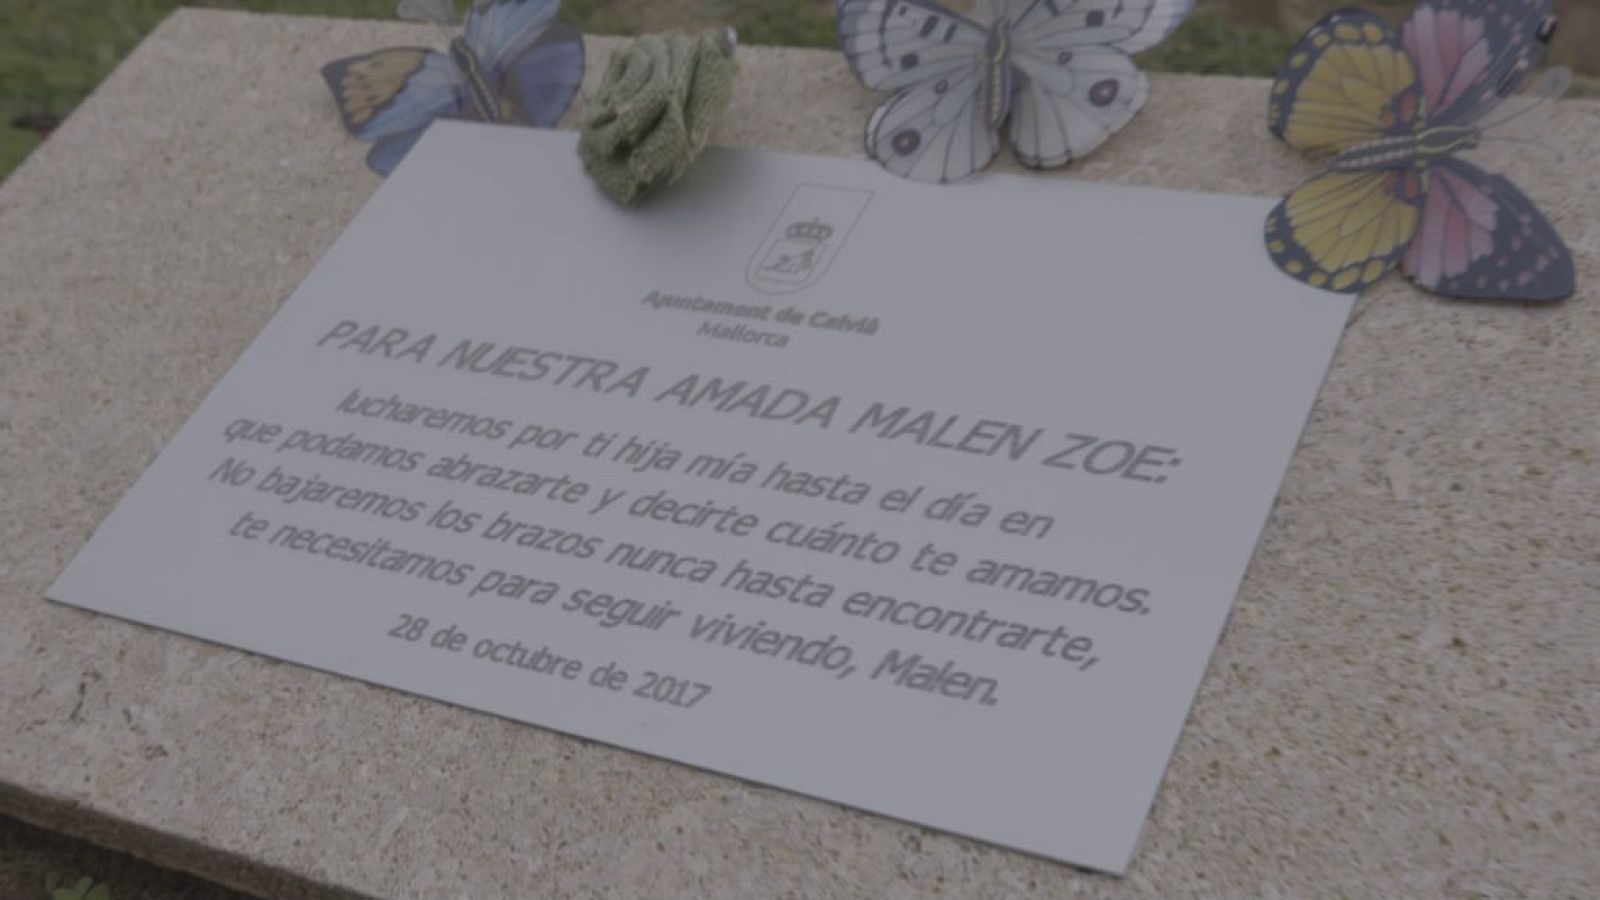 Ajuntament de Calvià
Mallorca
PARA NUESTRA AMADA MALEN ZOE:
lucharemos por ti hija mía hasta el día en
que podamos abrazarte y decirte cuánto te amamos.
No bajaremos los brazos nunca hasta encontrarte,
te necesitamos para seguir viviendo, Malen.
28 de octubre de 2017